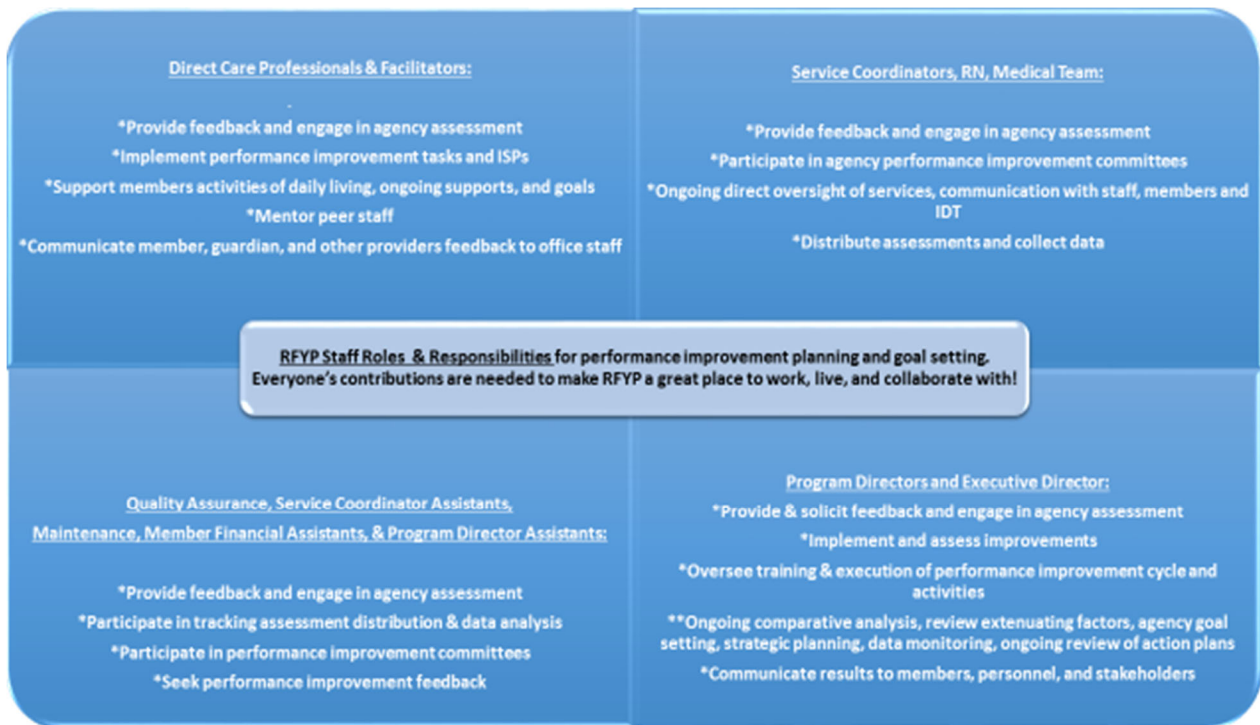 Direct Care Professionals & Facilitators:
.
*Provide feedback and engage in agency assessment
*Implement performance improvement tasks and ISPs
*Support members activities of daily living, ongoing supports, and goals
*Mentor peer staff
*Communicate member, guardian, and other providers feedback to office staff
Service Coordinators, RN, Medical Team:
*Provide feedback and engage in agency assessment
*Participate in agency performance improvement committees
*Ongoing direct oversight of services, communication with staff, members and
IDT
*Distribute assessments and collect data
RFYP Staff Roles & Responsibilities for performance improvement planning and goal setting.
Everyone's contributions are needed to make RFYP a great place to work, live, and collaborate with!
Quality Assurance, Service Coordinator Assistants,
Maintenance, Member Financial Assistants, & Program Director Assistants:
*Provide feedback and engage in agency assessment
*Participate in tracking assessment distribution & data analysis
*Participate in performance improvement committees
*Seek performance improvement feedback
Program Directors and Executive Director:
*Provide & solicit feedback and engage in agency assessment
*Implement and assess improvements
*Oversee training & execution of performance improvement cycle and
activities
**Ongoing comparative analysis, review extenuating factors, agency goal
setting, strategic planning, data monitoring, ongoing review of action plans
*Communicate results to members, personnel, and stakeholders